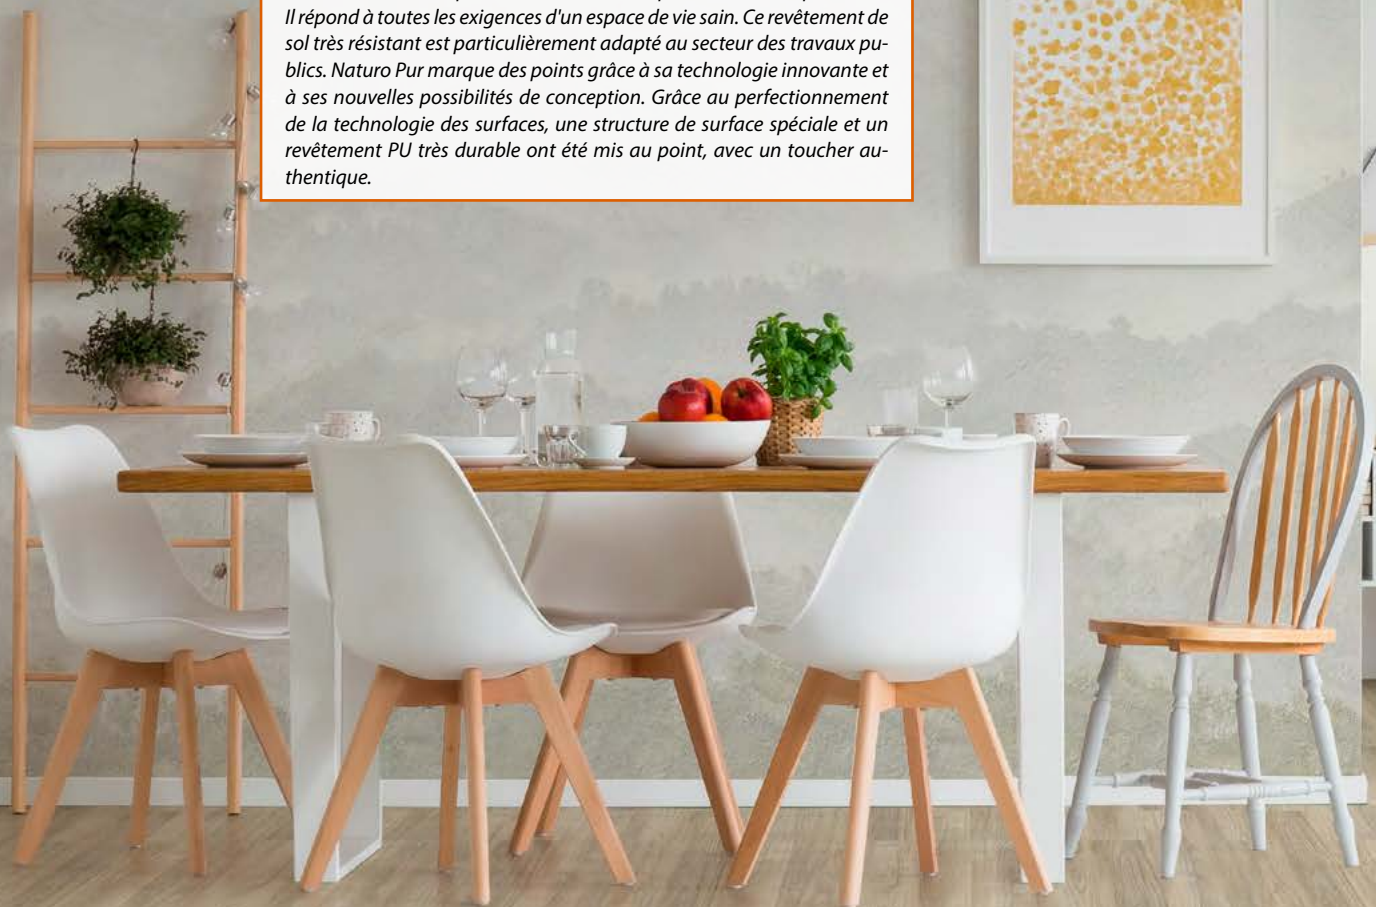 Il répond à toutes les exigences d'un espace de vie sain. Ce revêtement de
sol très résistant est particulièrement adapté au secteur des travaux pu-
blics. Naturo Pur marque des points grâce à sa technologie innovante et
à ses nouvelles possibilités de conception. Grâce au perfectionnement
de la technologie des surfaces, une structure de surface spéciale et un
revêtement PU très durable ont été mis au point, avec un toucher au-
thentique.